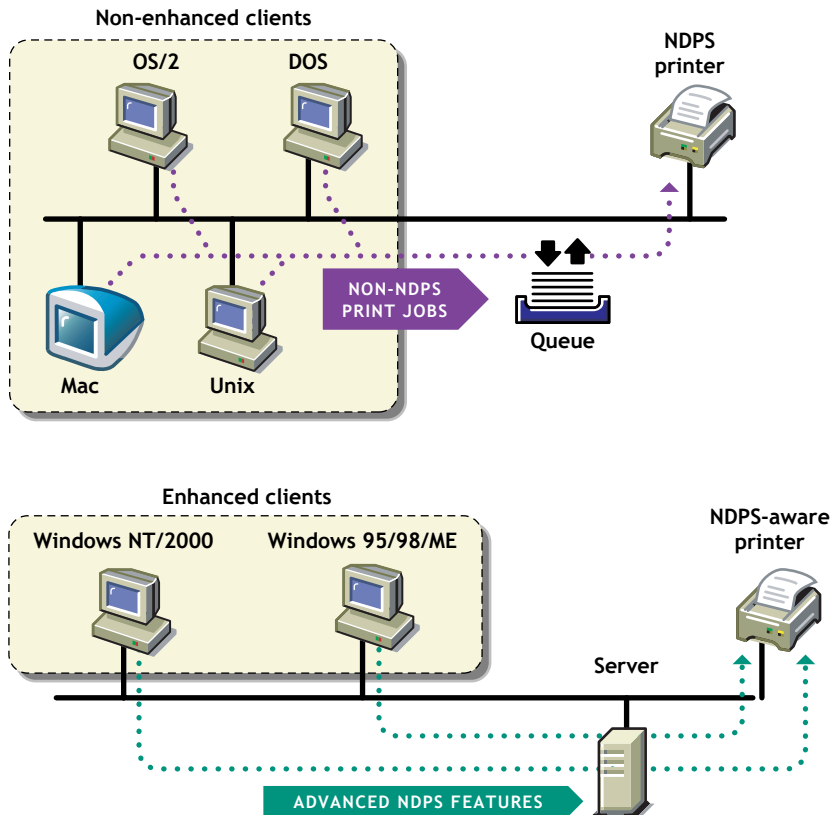 Non-enhanced clients
OS/2
DOS
NDPS
printer
NON-NDPS
PRINT JOBS
Queue
Mac
Unix
Enhanced clients
Windows NT/2000
Windows 95/98/ME
NDPS-aware
printer
Server
ADVANCED NDPS FEATURES